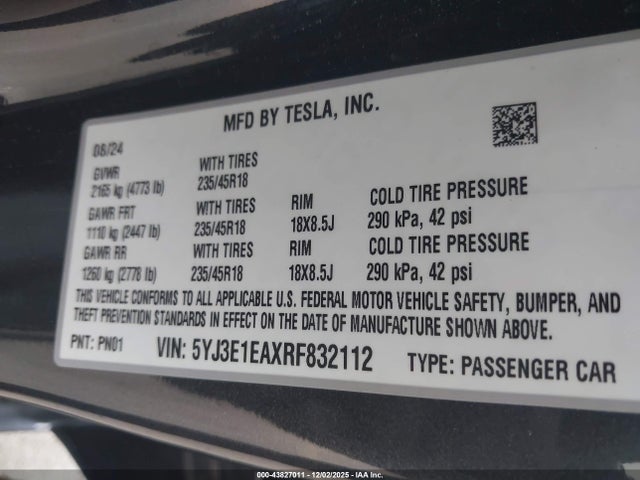 MFD BY TESLA, INC.
08/24
GVWR
2165 kg (4773 lb)
WITH TIRES
235/45R18
GAWR FRT
1110 kg (2447 lb)
WITH TIRES
235/45R18
RIM
18X8.5J
COLD TIRE PRESSURE
290 kPa, 42 psi
GAWR RR
1260 kg (2778 lb)
WITH TIRES
235/45R18
RIM
18X8.5J
COLD TIRE PRESSURE
290 kPa, 42 psi
THIS VEHICLE CONFORMS TO ALL APPLICABLE U.S. FEDERAL MOTOR VEHICLE SAFETY, BUMPER, AND
THEFT PREVENTION STANDARDS IN EFFECT ON THE DATE OF MANUFACTURE SHOWN ABOVE.
PNT: PN01 VIN: 5YJ3E1EAXRF832112 TYPE: PASSENGER CAR
000-43827011 - 12/02/2025 - IAA, Inc.